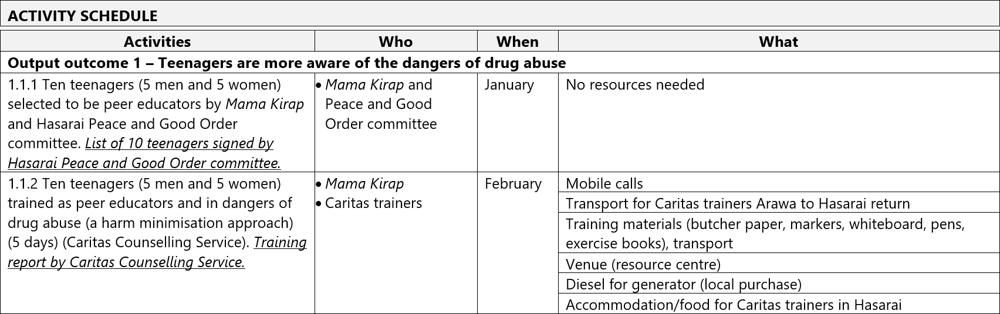 ACTIVITY SCHEDULE
Activities Who When What
Output outcome 1 – Teenagers are more aware of the dangers of drug abuse
1.1.1 Ten teenagers (5 men and 5 women)
selected to be peer educators by Mama Kirap
and Hasarai Peace and Good Order
committee. List of 10 teenagers signed by
Hasarai Peace and Good Order committee.
• Mama Kirap and
Peace and Good
Order committee
January
No resources needed
1.1.2 Ten teenagers (5 men and 5 women)
trained as peer educators and in dangers of
drug abuse (a harm minimisation approach)
(5 days) (Caritas Counselling Service). Training
report by Caritas Counselling Service.
• Mama Kirap
• Caritas trainers
February
Mobile calls
Transport for Caritas trainers Arawa to Hasarai return
Training materials (butcher paper, markers, whiteboard, pens,
exercise books), transport
Venue (resource centre)
Diesel for generator (local purchase)
Accommodation/food for Caritas trainers in Hasarai